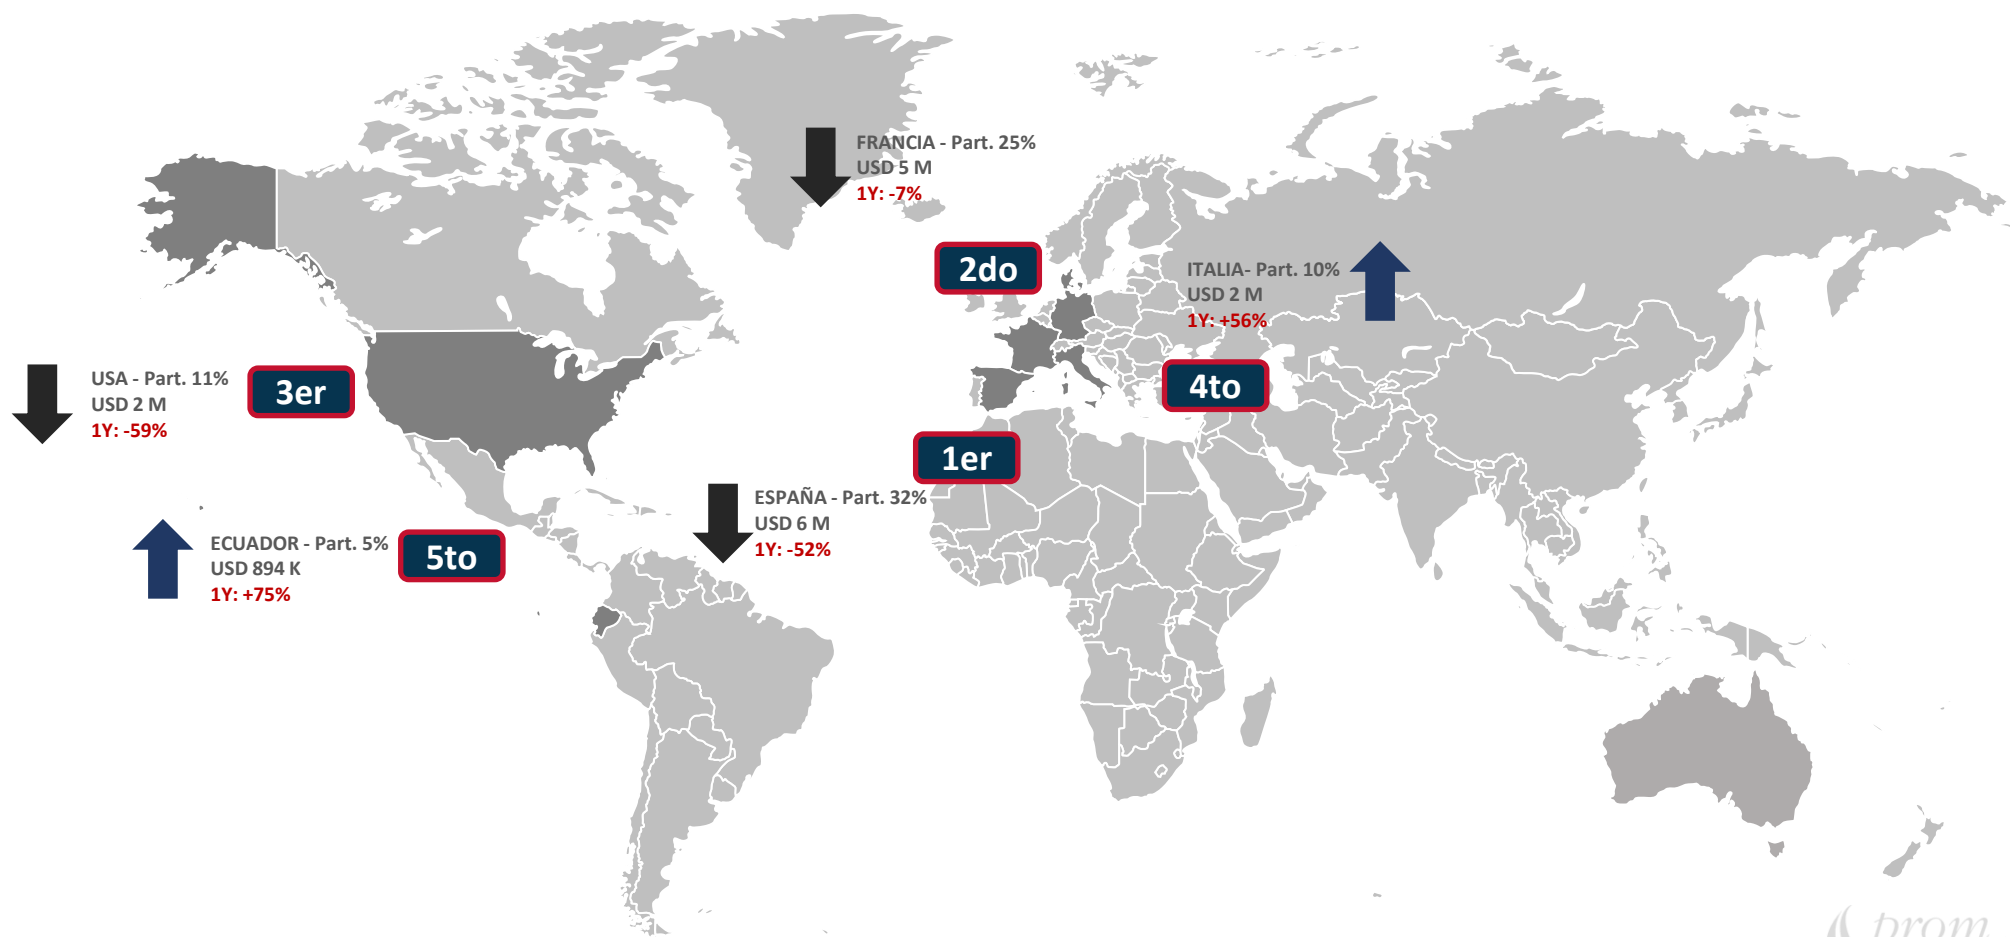 FRANCIA - Part. 25%
USD 5 M
1Y: -7%
2do
ITALIA- Part. 10%
USD 2 M
1Y: +56%
USA - Part. 11%
USD 2 M
1Y: -59%
3er
4to
1er
ESPAÑA - Part. 32%
USD 6 M
1Y: -52%
ECUADOR - Part. 5%
USD 894 K
1Y: +75%
5to
prom